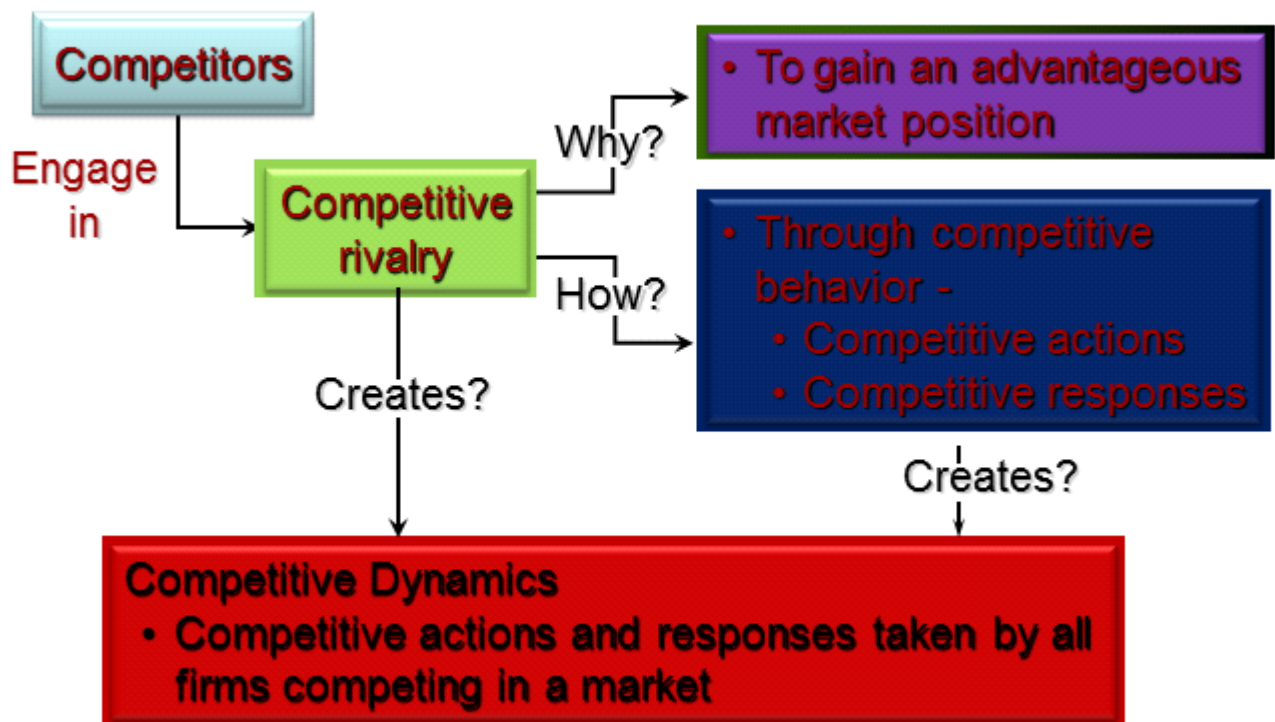 Competitors
Engage
in
Competitive
rivalry
Why?
• To gain an advantageous
market position
How?
• Through competitive
behavior -
• Competitive actions
• Competitive responses
Creates?
Creates?
Competitive Dynamics
• Competitive actions and responses taken by all
firms competing in a market